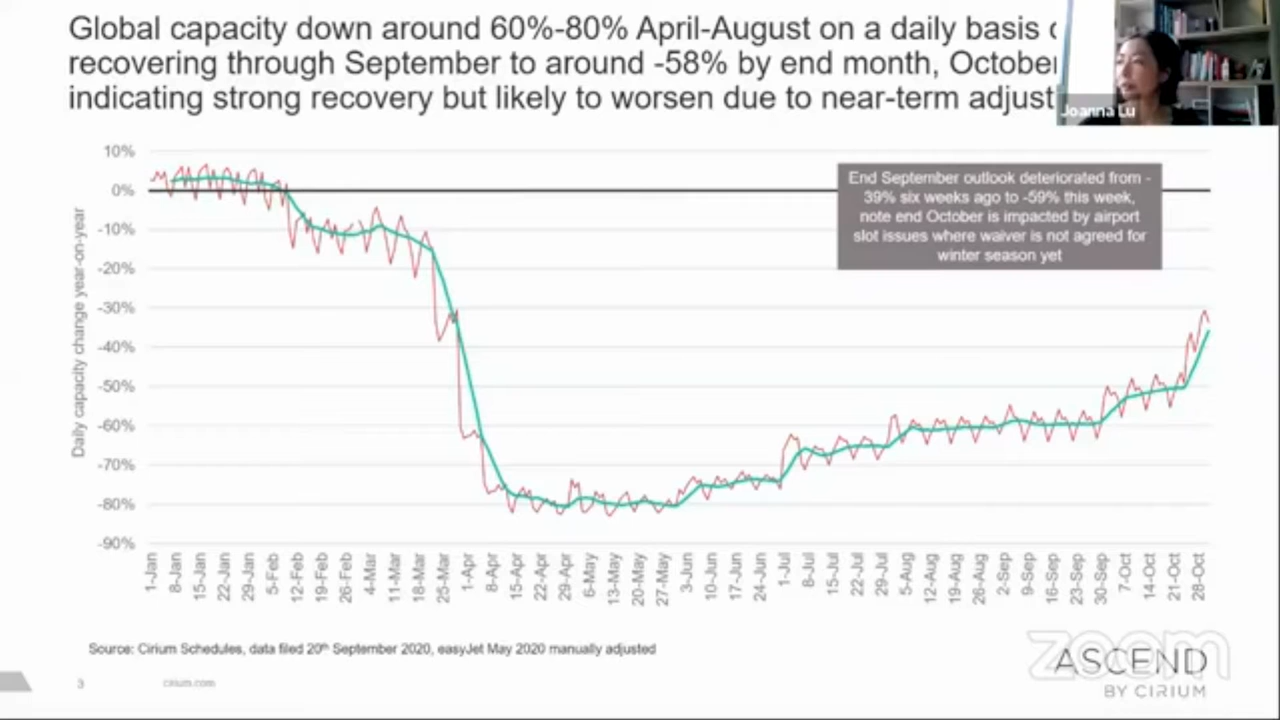 Global capacity down around 60%-80% April-August on a daily basis
recovering through September to around -58% by end month, October
indicating strong recovery but likely to worsen due to near-term adjust
Joanna Lu
10%
0%
-10%
-20%
-30%
-40%
-50%
-60%
-70%
-80%
-90%
Daily capacity change year-on-year
End September outlook deteriorated from -
39% six weeks ago to -59% this week,
note end October is impacted by airport
slot issues where waiver is not agreed for
winter season yet
1-Jan
8-Jan
15-Jan
22-Jan
29-Jan
5-Feb
12-Feb
19-Feb
26-Feb
4-Mar
11-Mar
18-Mar
25-Mar
1-Apr
8-Apr
15-Apr
22-Apr
29-Apr
6-May
13-May
20-May
27-May
3-Jun
10-Jun
17-Jun
24-Jun
1-Jul
8-Jul
15-Jul
22-Jul
29-Jul
5-Aug
12-Aug
19-Aug
26-Aug
2-Sep
9-Sep
16-Sep
23-Sep
30-Sep
7-Oct
14-Oct
21-Oct
28-Oct
Source: Cirium Schedules, data filed 20th September 2020, easyJet May 2020 manually adjusted
3
cirium.com
zoom
ASCEND
BY CIRIUM